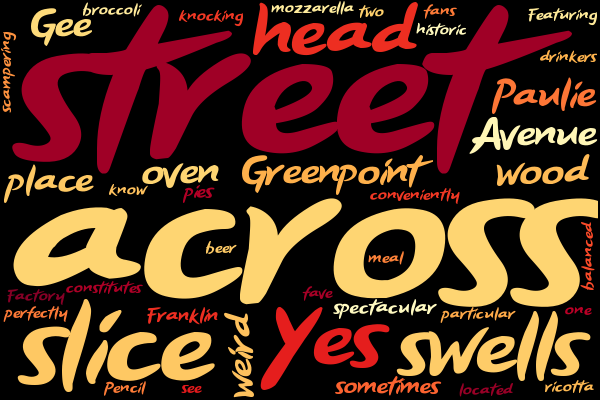 Gee
broccoli
knocking
head
mozzarella
two
fans
historic
Featuring
scampering
street
drinkers
Paulie
Avenue
place
know
oven
pies
Greenpoint
conveniently
wood
across
beer
meal
balanced
Factory
constitutes
fave
perfectly
slice
Franklin
weird
yes
spectacular
particular
one
swells
Pencil
see
sometimes
located
ricotta